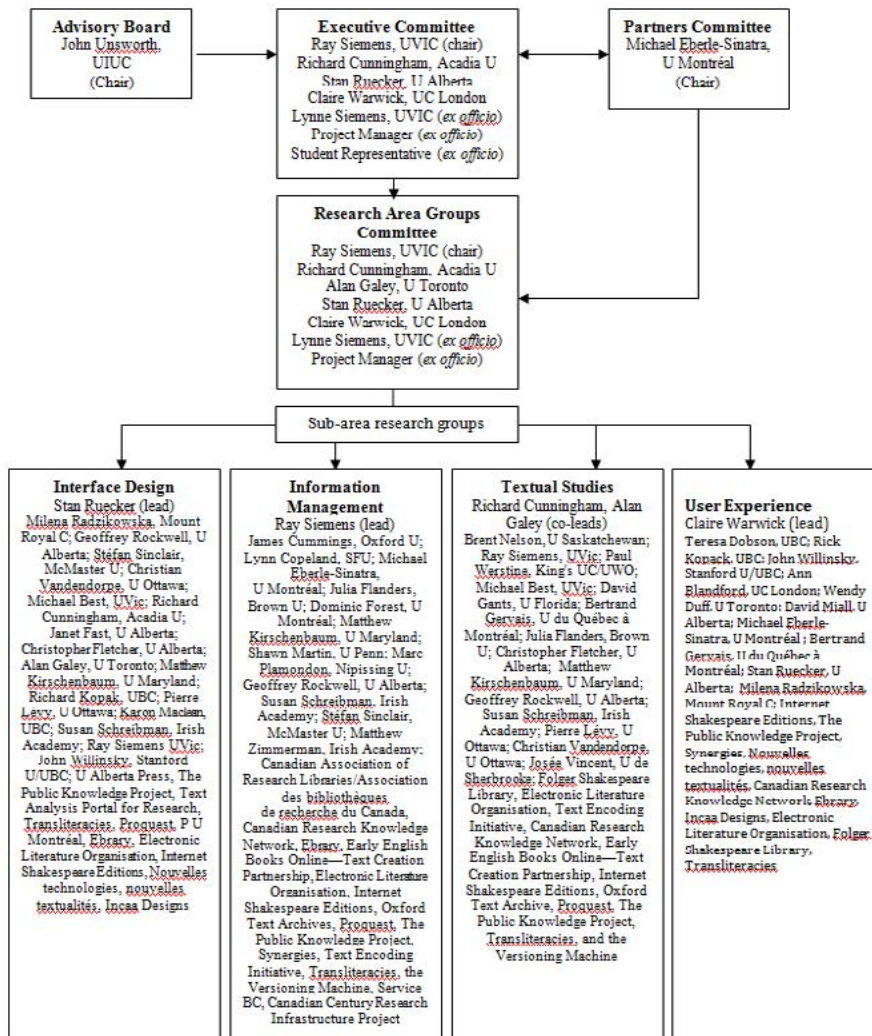 Advisory Board
John Unsworth,
UIUC
(Chair)
Executive Committee
Ray Siemens, UVIC (chair)
Richard Cunningham, Acadia U
Stan Ruecker, U Alberta
Claire Warwick, UC London
Lynne Siemens, UVIC (ex officio)
Project Manager (ex officio)
Student Representative (ex officio)
Partners Committee
Michael Eberle-Sinatra,
U Montréal
(Chair)
Research Area Groups
Committee
Ray Siemens, UVIC (chair)
Richard Cunningham, Acadia U
Alan Galey, U Toronto
Stan Ruecker, U Alberta
Claire Warwick, UC London
Lynne Siemens, UVIC (ex officio)
Project Manager (ex officio)
Sub-area research groups
Interface Design
Stan Ruecker (lead)
Milena Radzikowska, Mount
Royal C; Geoffrey Rockwell, U
Alberta; Stéfan Sinclair,
McMaster U; Christian
Vandendorpe, U Ottawa;
Michael Best, UVic; Richard
Cunningham, Acadia U;
Janet Fast, U Alberta;
Christopher Fletcher, U Alberta;
Alan Galey, U Toronto; Matthew
Kirschenbaum, U Maryland;
Richard Kopak, UBC; Pierre
Lévy, U Ottawa; Karon Maclean,
UBC; Susan Schreibman, Irish
Academy; Ray Siemens UVic;
John Willinsky, Stanford
U/UBC; U Alberta Press, The
Public Knowledge Project, Text
Analysis Portal for Research,
Transliteracies, Proquest, P U
Montréal, Ebrary, Electronic
Literature Organisation, Internet
Shakespeare Editions, Nouvelles
technologies, nouvelles
textualités, Incaa Designs
Information
Management
Ray Siemens (lead)
James Cummings, Oxford U;
Lynn Copeland, SFU; Michael
Eberle-Sinatra,
U Montréal; Julia Flanders,
Brown U; Dominic Forest, U
Montréal; Matthew
Kirschenbaum, U Maryland;
Shawn Martin, U Penn; Marc
Plamondon, Nipissing U;
Geoffrey Rockwell, U Alberta;
Susan Schreibman, Irish
Academy; Stéfan Sinclair,
McMaster U; Matthew
Zimmerman, Irish Academy;
Canadian Association of
Research Libraries/Association
des bibliothèques
de recherche du Canada,
Canadian Research Knowledge
Network, Ebrary, Early English
Books Online—Text Creation
Partnership, Electronic Literature
Organisation, Internet
Shakespeare Editions, Oxford
Text Archives, Proquest, The
Public Knowledge Project,
Synergies, Text Encoding
Initiative, Transliteracies, the
Versioning Machine, Service
BC, Canadian Century Research
Infrastructure Project
Textual Studies
Richard Cunningham, Alan
Galey (co-leads)
Brent Nelson, U Saskatchewan;
Ray Siemens, UVic; Paul
Werstine, King's UC/UWO;
Michael Best, UVic; David
Gants, U Florida; Bertrand
Gervais, U du Québec à
Montréal; Julia Flanders, Brown
U; Christopher Fletcher, U
Alberta; Matthew
Kirschenbaum, U Maryland;
Geoffrey Rockwell, U Alberta;
Susan Schreibman, Irish
Academy; Pierre Lévy, U
Ottawa; Christian Vandendorpe,
U Ottawa; Josée Vincent, U de
Sherbrooke; Folger Shakespeare
Library, Electronic Literature
Organisation, Text Encoding
Initiative, Canadian Research
Knowledge Network, Early
English Books Online—Text
Creation Partnership, Internet
Shakespeare Editions, Oxford
Text Archive, Proquest, The
Public Knowledge Project,
Transliteracies, and the
Versioning Machine
User Experience
Claire Warwick (lead)
Teresa Dobson, UBC; Rick
Kopack, UBC; John Willinsky,
Stanford U/UBC; Ann
Blandford, UC London; Wendy
Duff, U Toronto; David Miall, U
Alberta; Michael Eberle-
Sinatra, U Montréal ; Bertrand
Gervais, U du Québec à
Montréal; Stan Ruecker, U
Alberta; Milena Radzikowska,
Mount Royal C; Internet
Shakespeare Editions, The
Public Knowledge Project,
Synergies, Nouvelles
technologies, nouvelles
textualités, Canadian Research
Knowledge Network, Ebrary,
Incaa Designs, Electronic
Literature Organisation, Folger
Shakespeare Library,
Transliteracies